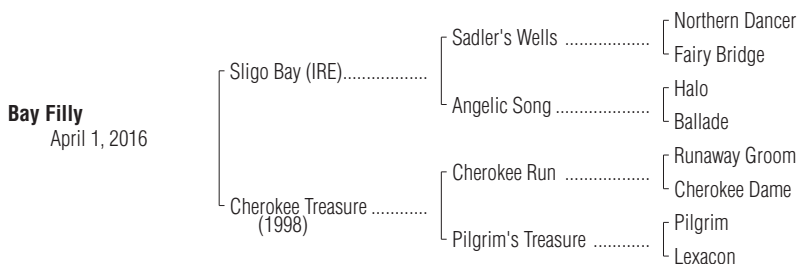 Bay Filly
April 1, 2016
Sligo Bay (IRE)..................
Cherokee Treasure ............
(1998)
Sadler's Wells ..................
Angelic Song ....................
Cherokee Run ..................
Pilgrim's Treasure ............
Northern Dancer
Fairy Bridge
Halo
Ballade
Runaway Groom
Cherokee Dame
Pilgrim
Lexacon